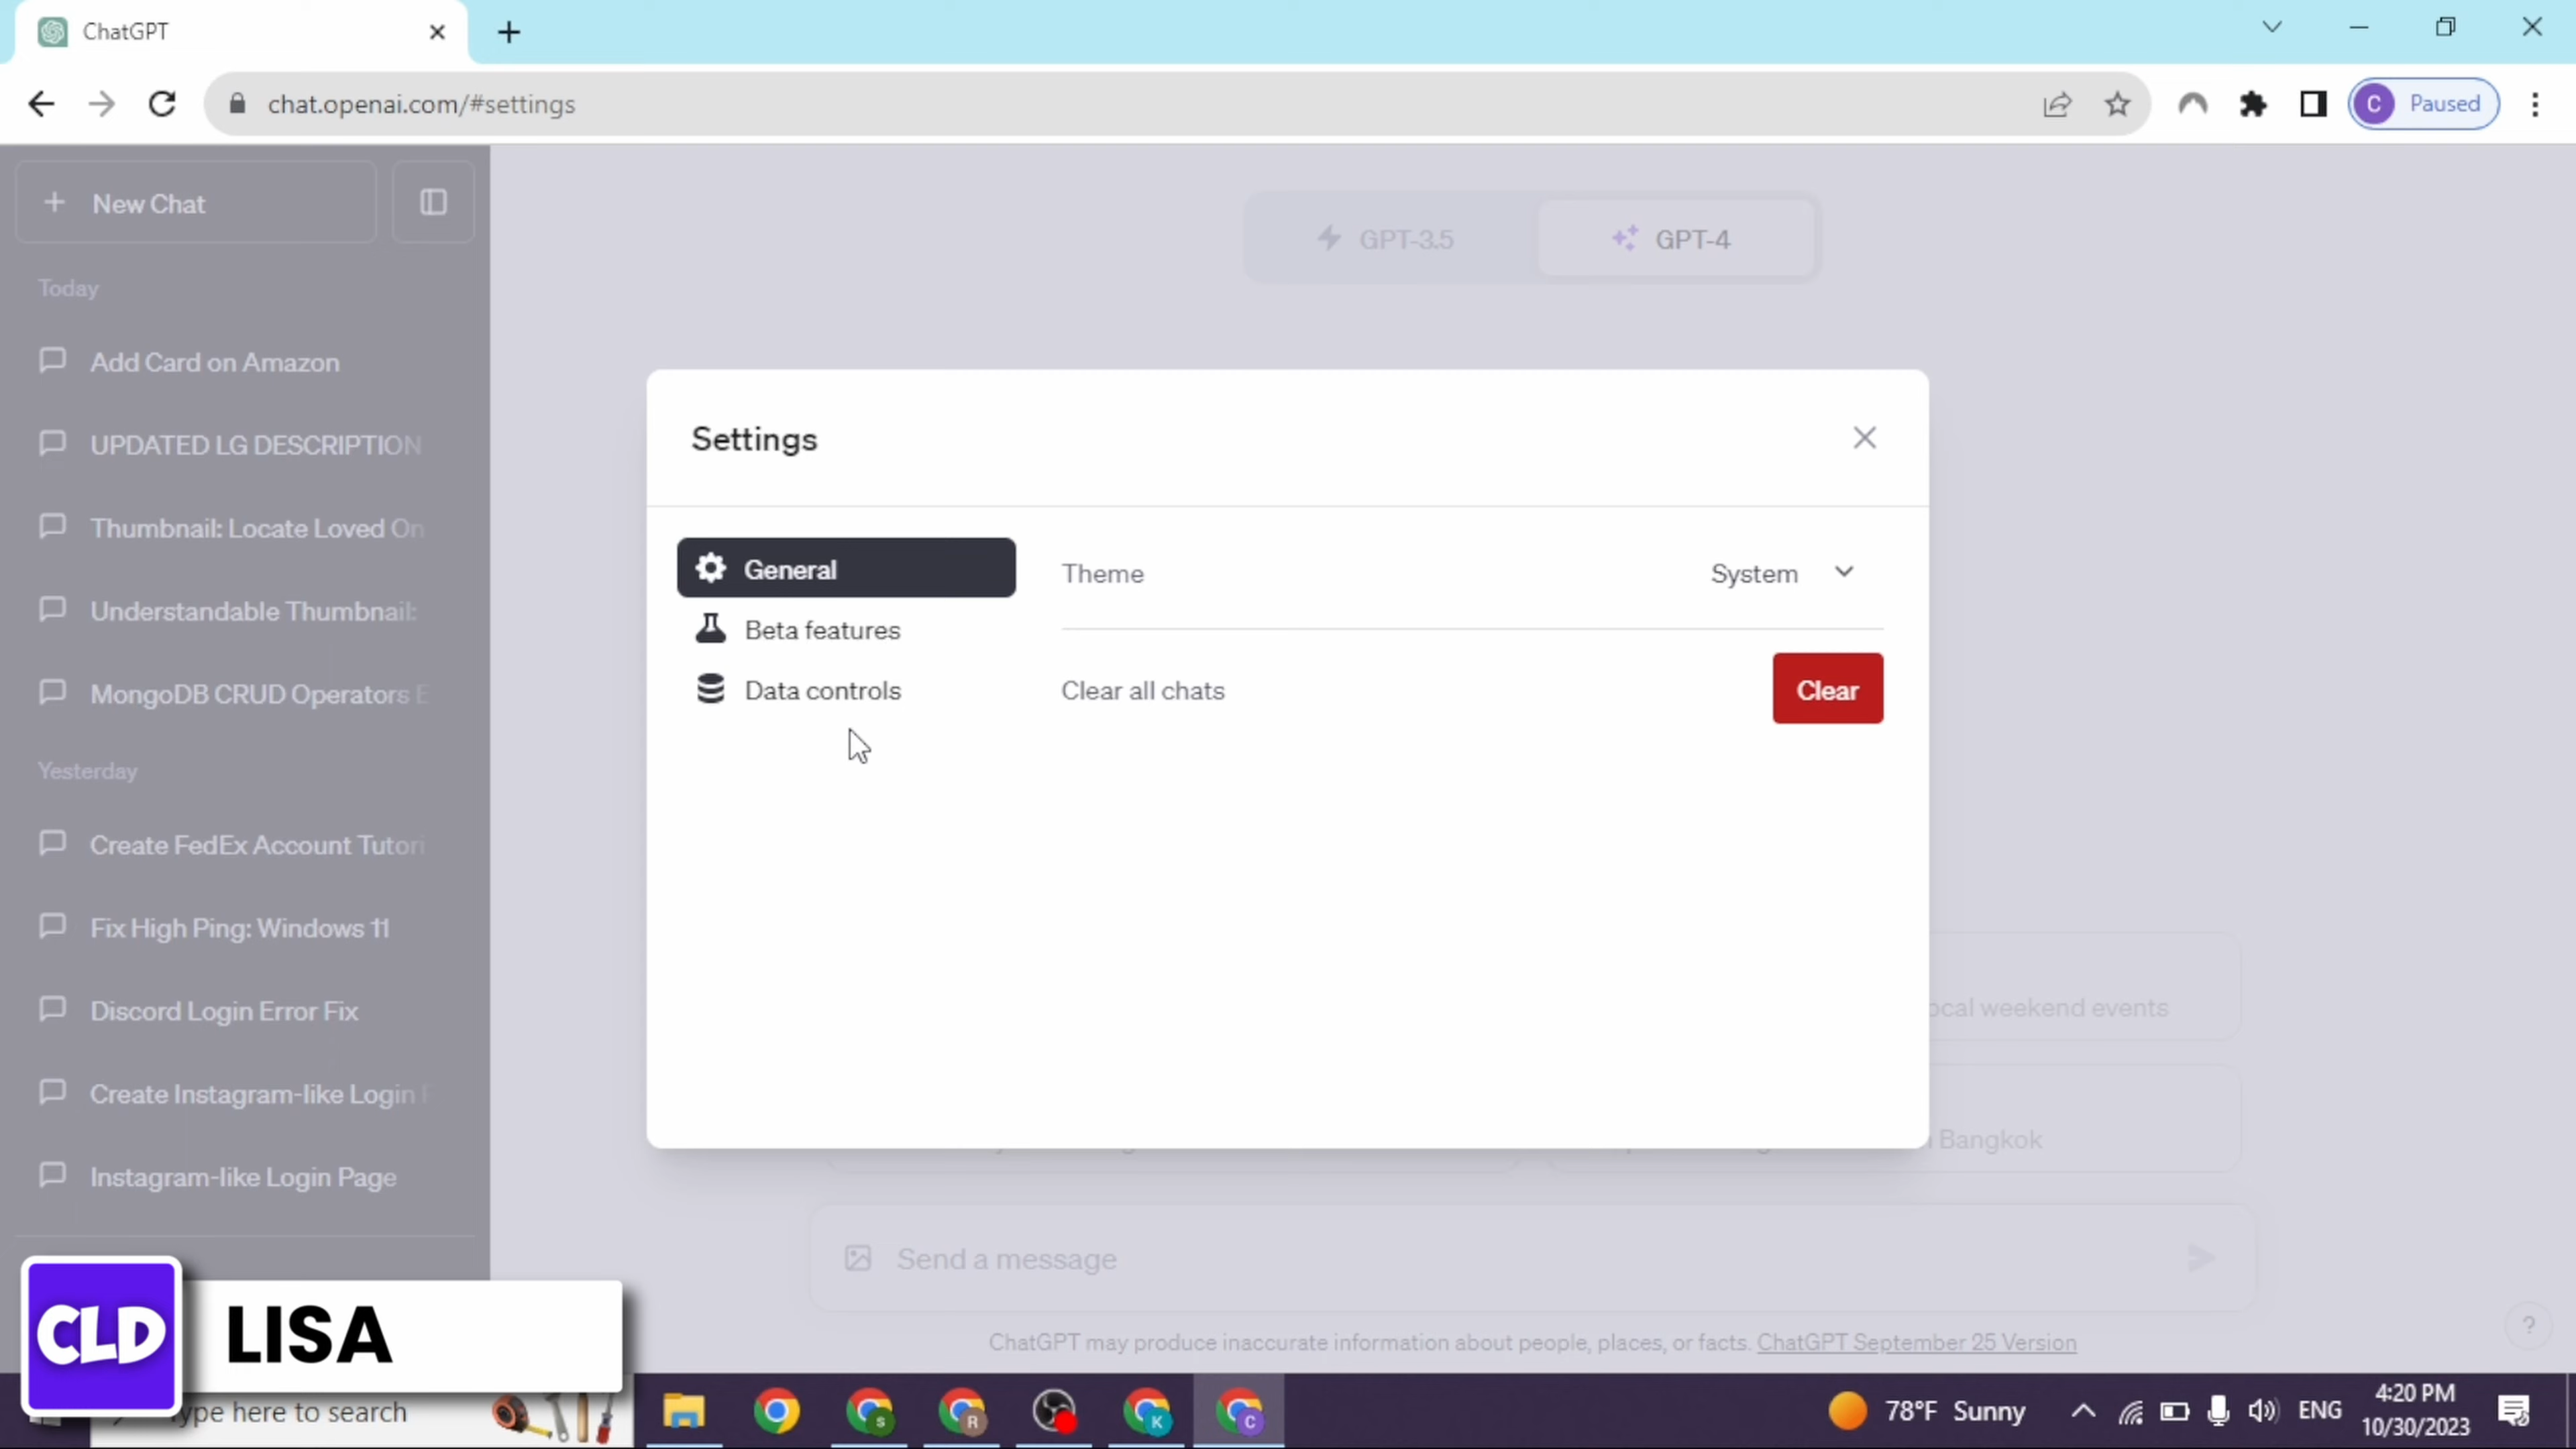 ChatGPT
chat.openai.com/#settings
C Paused
New Chat
GPT-3.5
GPT-4
Today
Add Card on Amazon
UPDATED LG DESCRIPTION
Thumbnail: Locate Loved On
Understandable Thumbnail:
MongoDB CRUD Operators E
Yesterday
Create FedEx Account Tutori
Fix High Ping: Windows 11
Discord Login Error Fix
Create Instagram-like Login
Instagram-like Login Page
Settings
General
Beta features
Data controls
Theme
System
Clear all chats
Clear
ocal weekend events
Bangkok
Send a message
ChatGPT may produce inaccurate information about people, places, or facts. ChatGPT September 25 Version
?
CLD
LISA
ype here to search
S
R
K
C
78°F Sunny
ENG
4:20 PM
10/30/2023